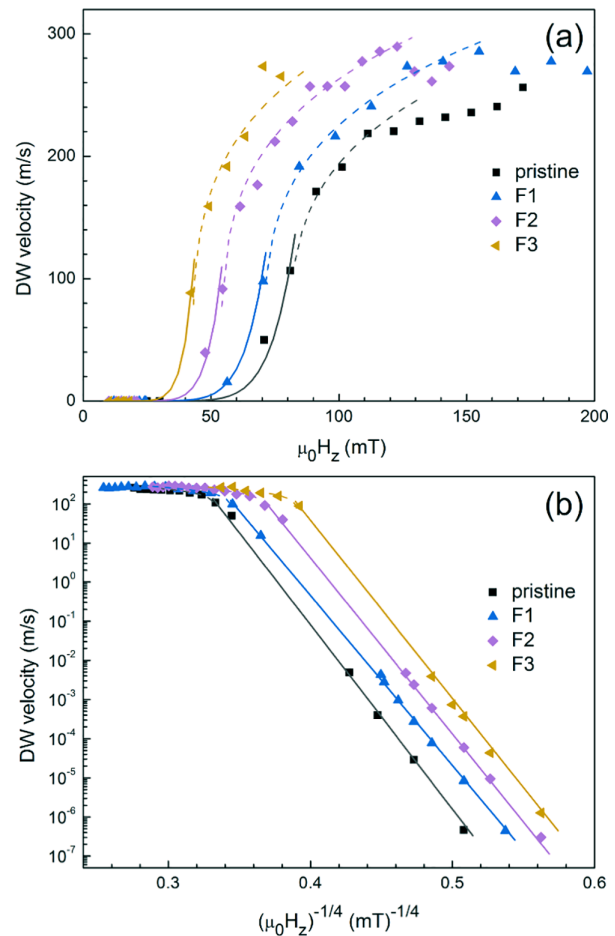 (a)
300
200
100
0
DW velocity (m/s)
pristine
F1
F2
F3
0 50 100 150 200
μ₀H_z (mT)
(b)
10²
10¹
10⁰
10⁻¹
10⁻²
10⁻³
10⁻⁴
10⁻⁵
10⁻⁶
10⁻⁷
DW velocity (m/s)
pristine
F1
F2
F3
0.3 0.4 0.5 0.6
(μ₀H_z)⁻¹/⁴ (mT)⁻¹/⁴